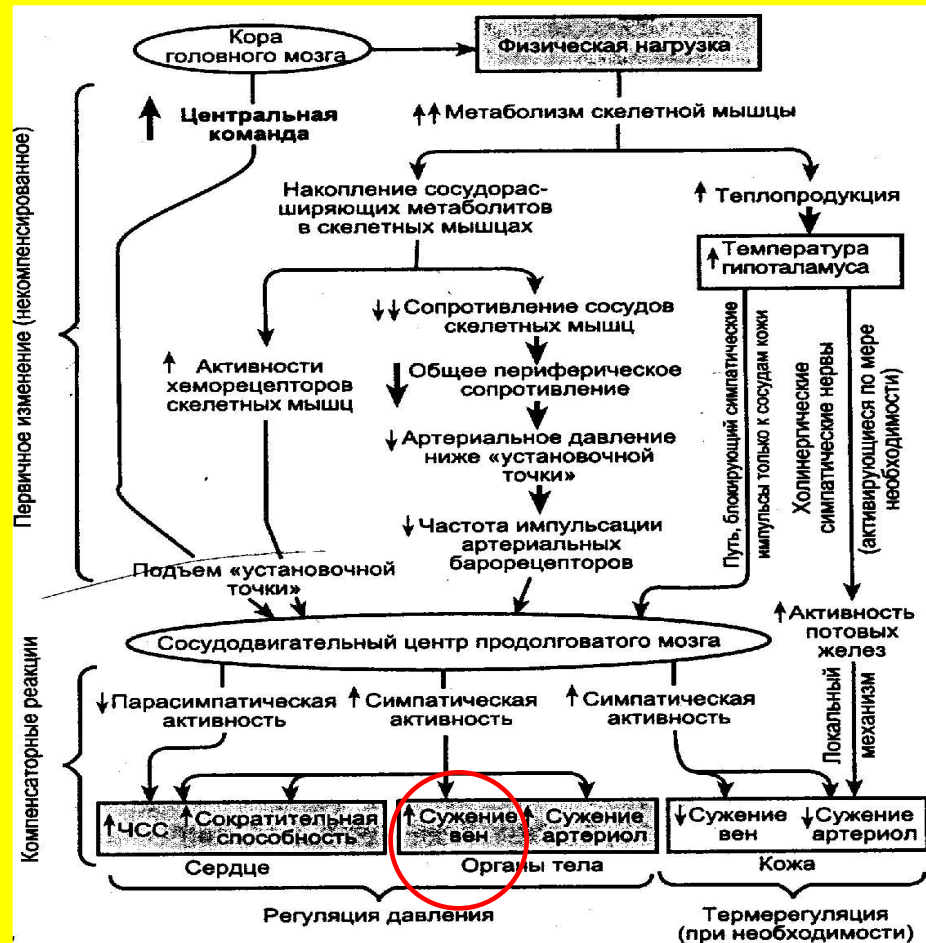 Кора
головного мозга
Физическая нагрузка
Первичное изменение (некомпенсированное)
Центральная
команда
Метаболизм скелетной мышцы
Накопление сосудорас-
ширяющих метаболитов
в скелетных мышцах
Теплопродукция
Температура
гипоталамуса
Сопротивление сосудов
скелетных мышц
Активности
хеморецепторов
скелетных мышц
Общее периферическое
сопротивление
Артериальное давление
ниже «установочной
точки»
Частота импульсации
артериальных
барорецепторов
Путь, блокирующий симпатические
импульсы только к сосудам кожи
Холинергические
симпатические нервы
(активирующиеся по мере
необходимости)
Подъем «установочной
точки»
Сосудодвигательный центр продолговатого мозга
Активность
потовых
желез
Компенсаторные реакции
Парасимпатическая
активность
Симпатическая
активность
Симпатическая
активность
Локальный
механизм
ЧСС
Сократительная
способность
Сужение
вен
Сужение
артериол
Сужение
вен
Сужение
артериол
Сердце
Органы тела
Кожа
Регуляция давления
Термерегуляция
(при необходимости)